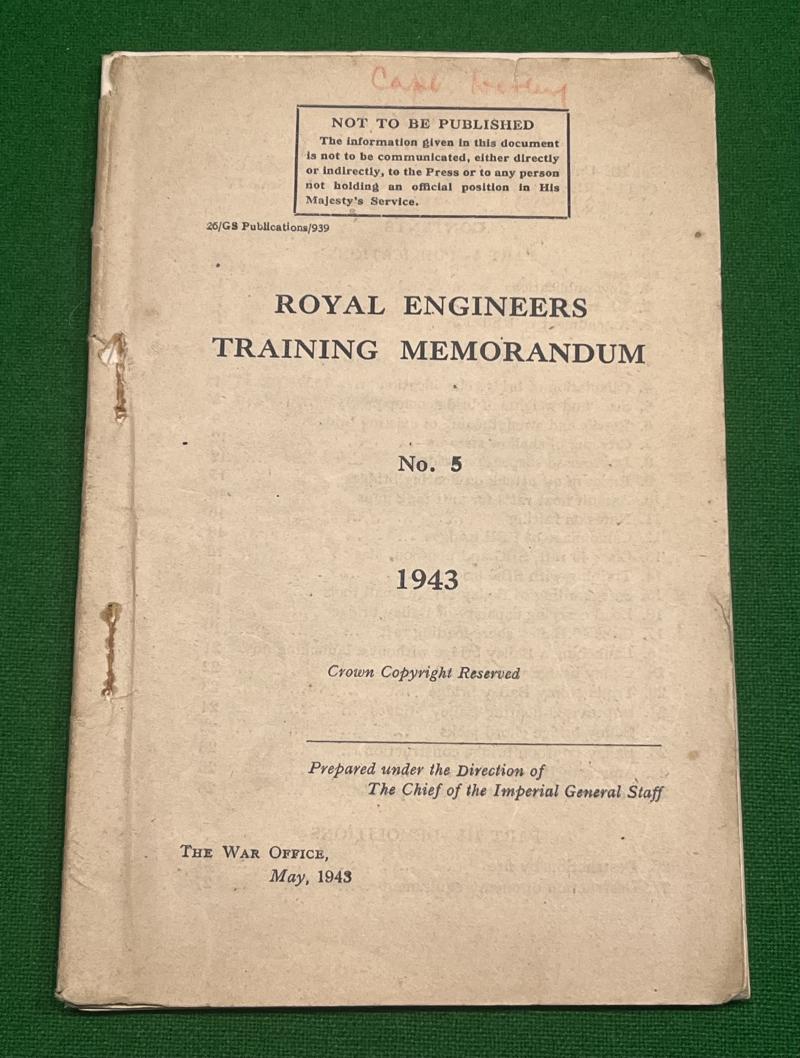 Capt.
NOT TO BE PUBLISHED
The information given in this document
is not to be communicated, either directly
or indirectly, to the Press or to any person
not holding an official position in His
Majesty's Service.
26/GS Publications/939
ROYAL ENGINEERS
TRAINING MEMORANDUM
No. 5
1943
Crown Copyright Reserved
Prepared under the Direction of
The Chief of the Imperial General Staff
THE WAR OFFICE,
May, 1943